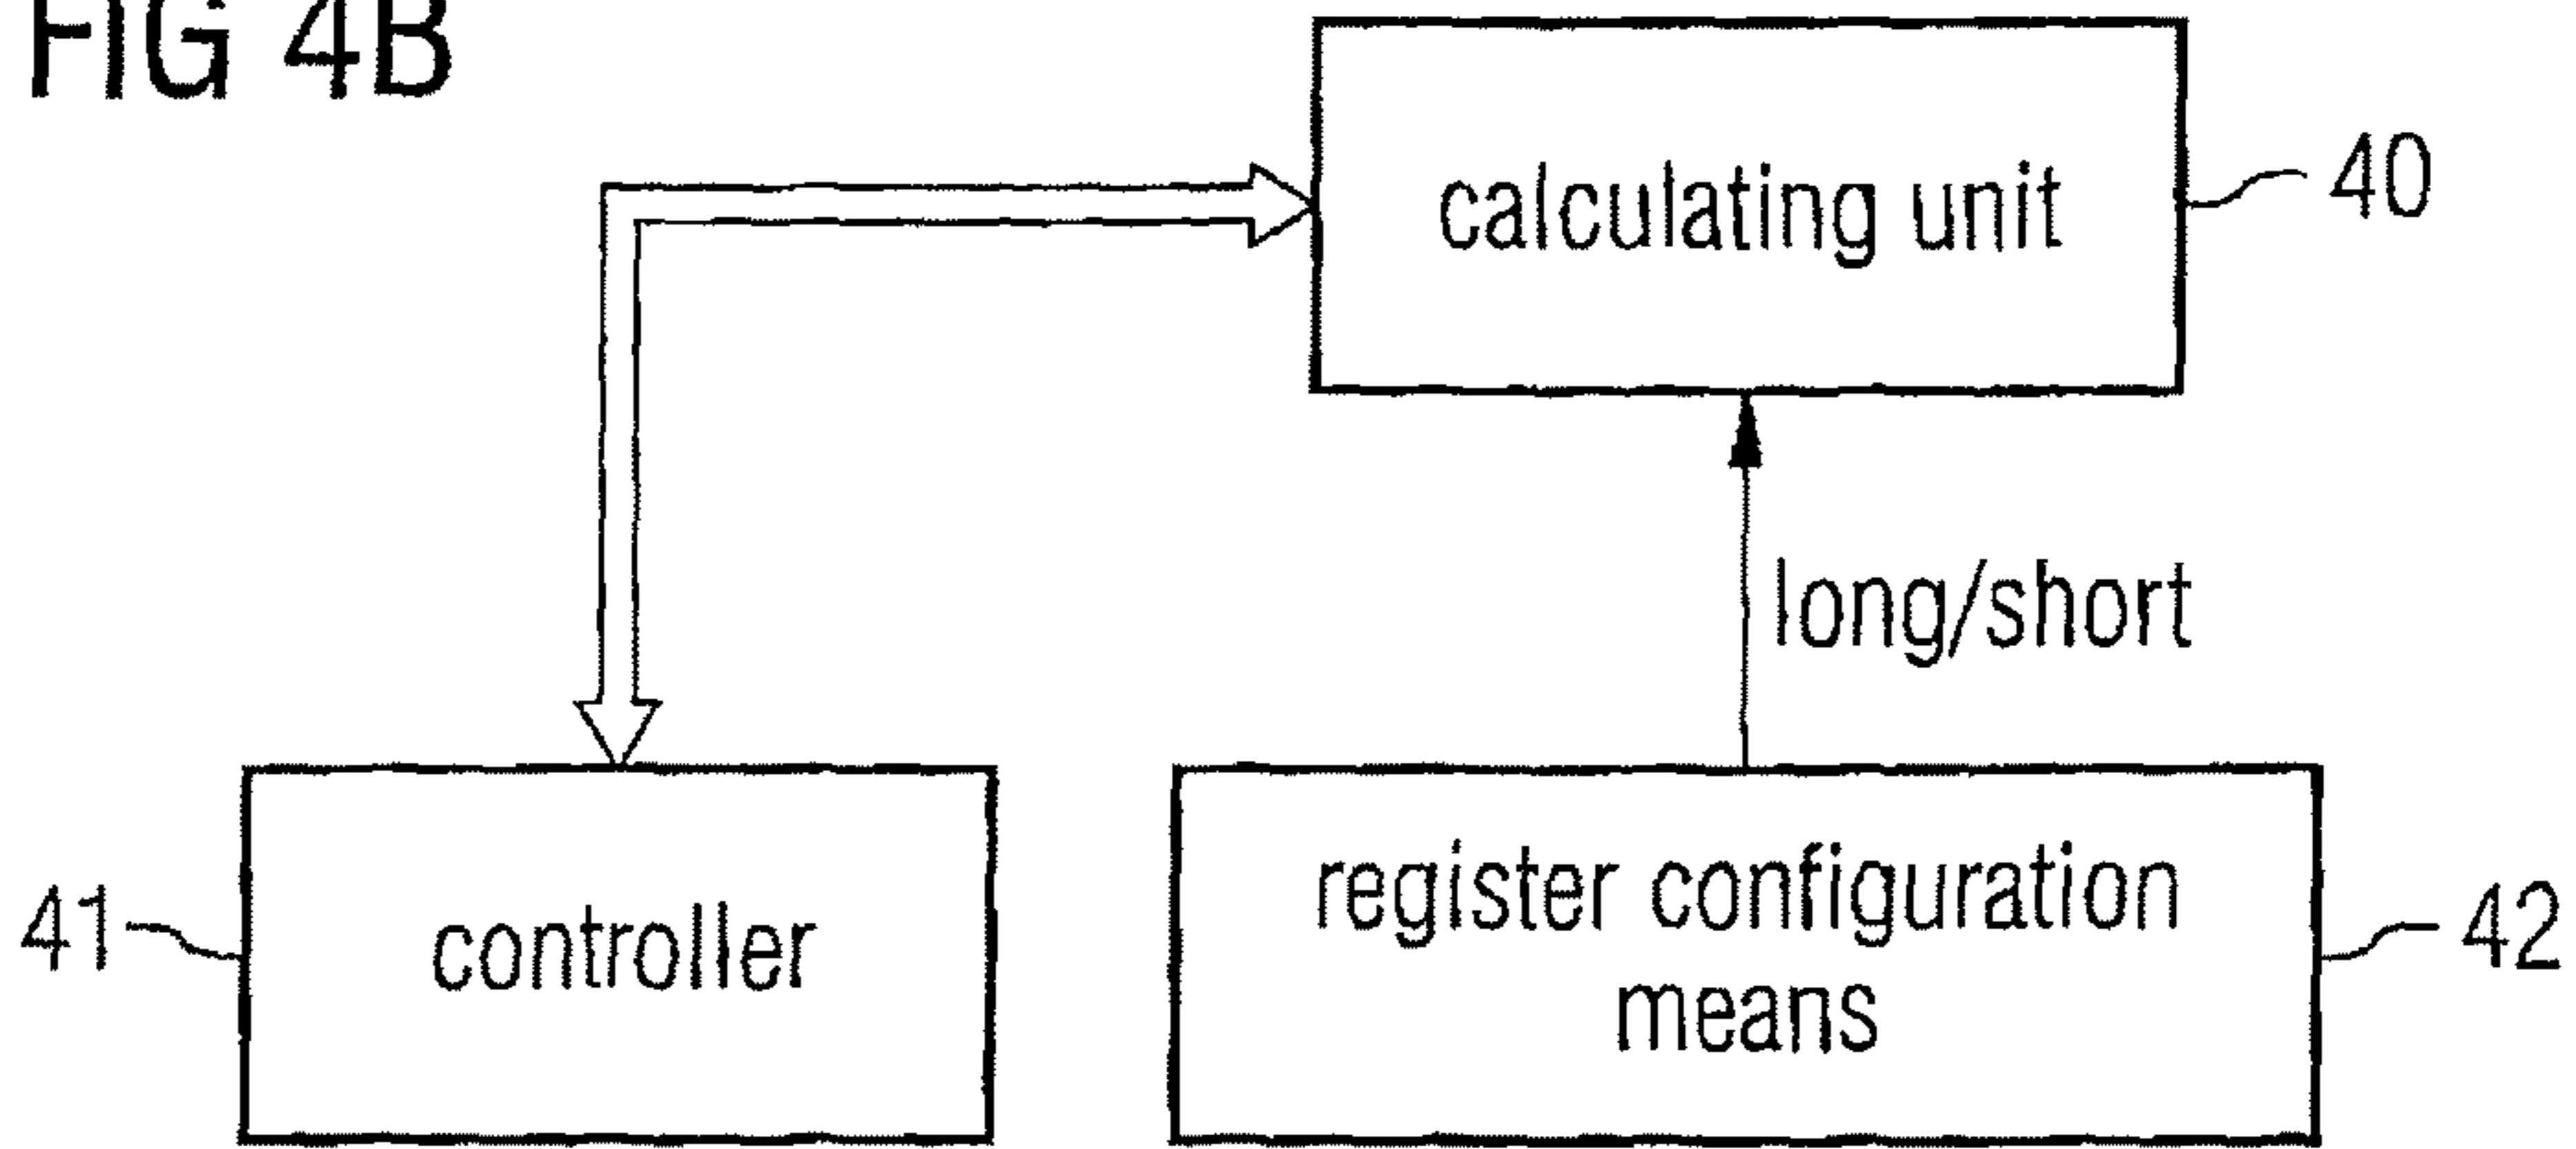 FIG 4B
calculating unit
40
long/short
41
controller
register configuration
means
42